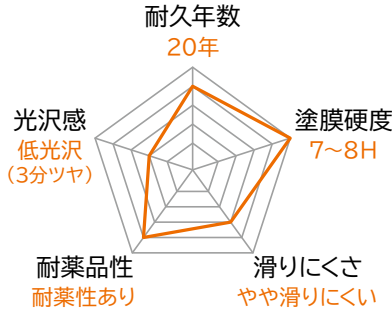 耐久年数
20年
光沢感
低光沢
（3分ツヤ）
塗膜硬度
7～8H
耐薬品性
耐薬性あり
滑りにくさ
やや滑りにくい